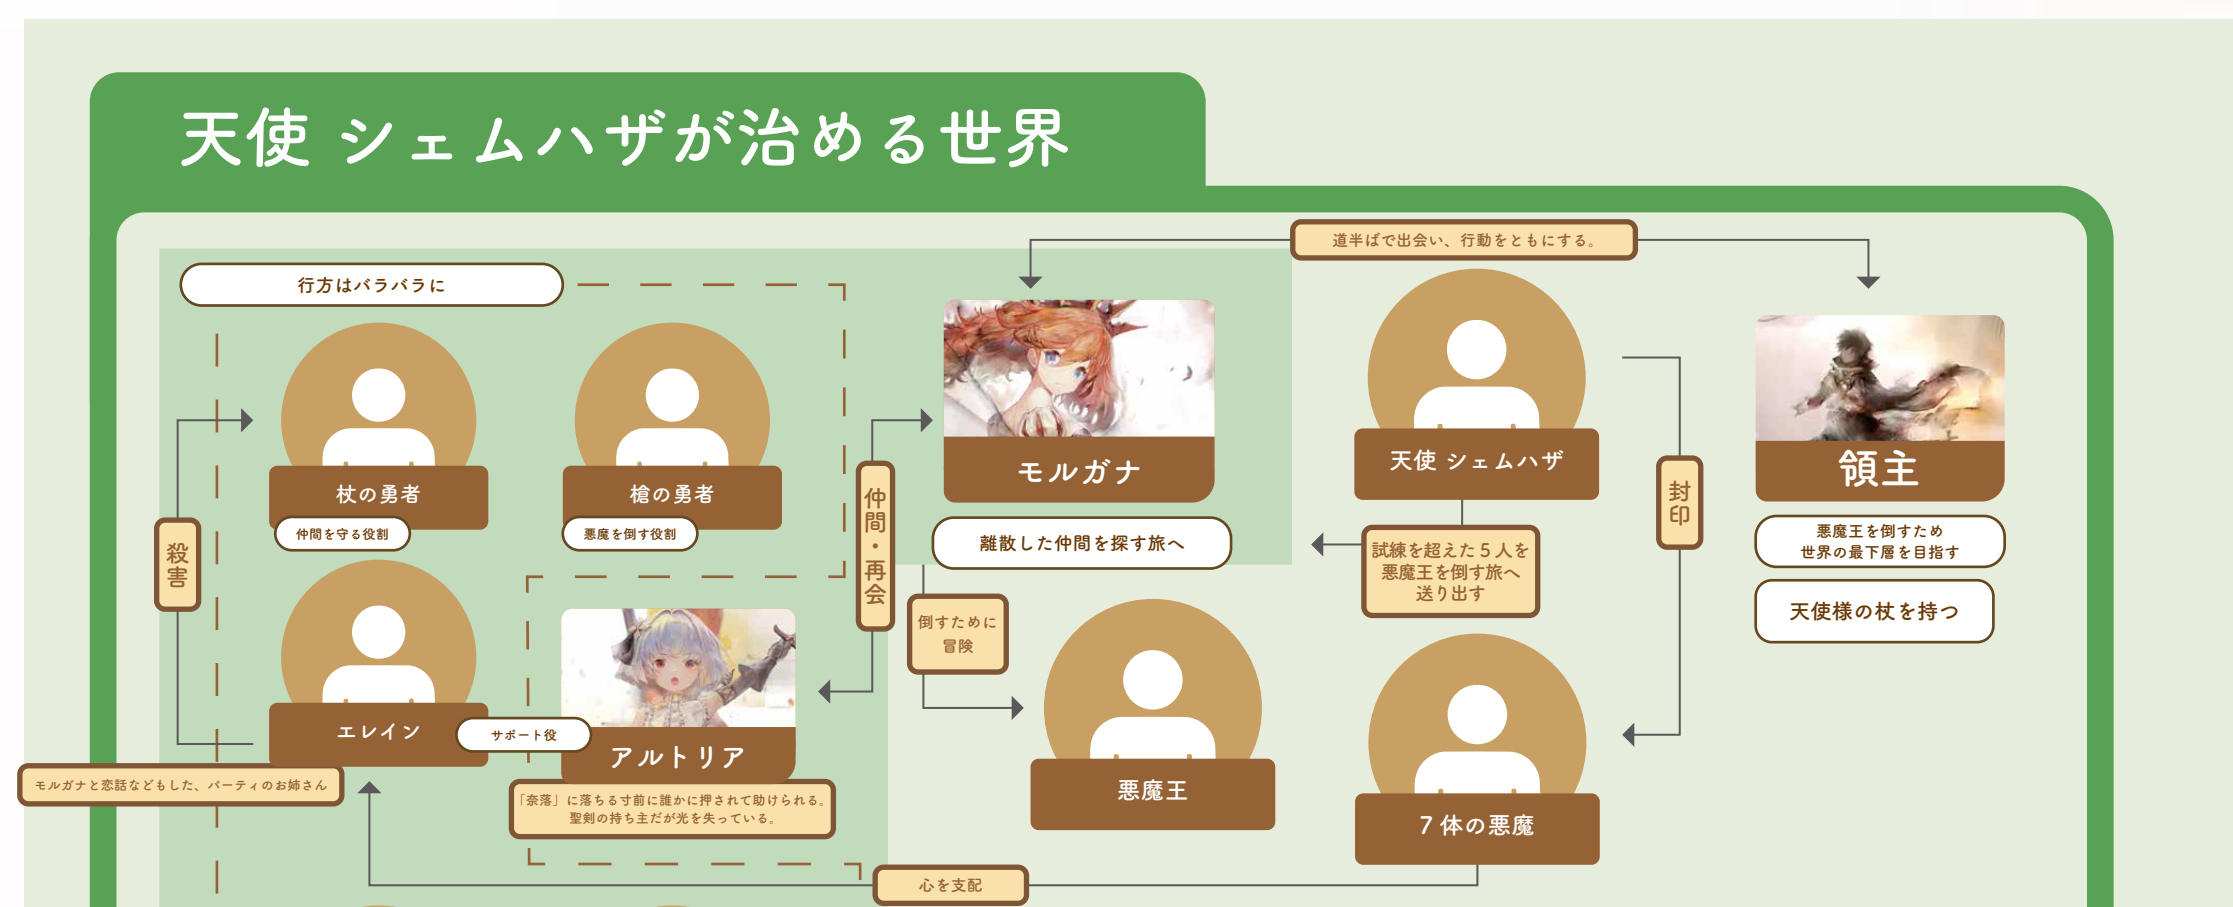 天使 シェムハザが治める世界
道半ばで出会い、行動をともにする。
行方はバラバラに
杖の勇者
仲間を守る役割
槍の勇者
悪魔を倒す役割
殺害
仲間・再会
モルガナ
離散した仲間を探す旅へ
天使 シェムハザ
封印
領主
悪魔王を倒すため
世界の最下層を目指す
天使様の杖を持つ
試練を超えた5人を
悪魔王を倒す旅へ
送り出す
倒すために
冒険
エレイン
サポート役
アルトリア
モルガナと恋話などもした、パーティのお姉さん
「奈落」に落ちる寸前に誰かに押されて助けられる。
聖剣の持ち主だが光を失っている。
悪魔王
7体の悪魔
心を支配